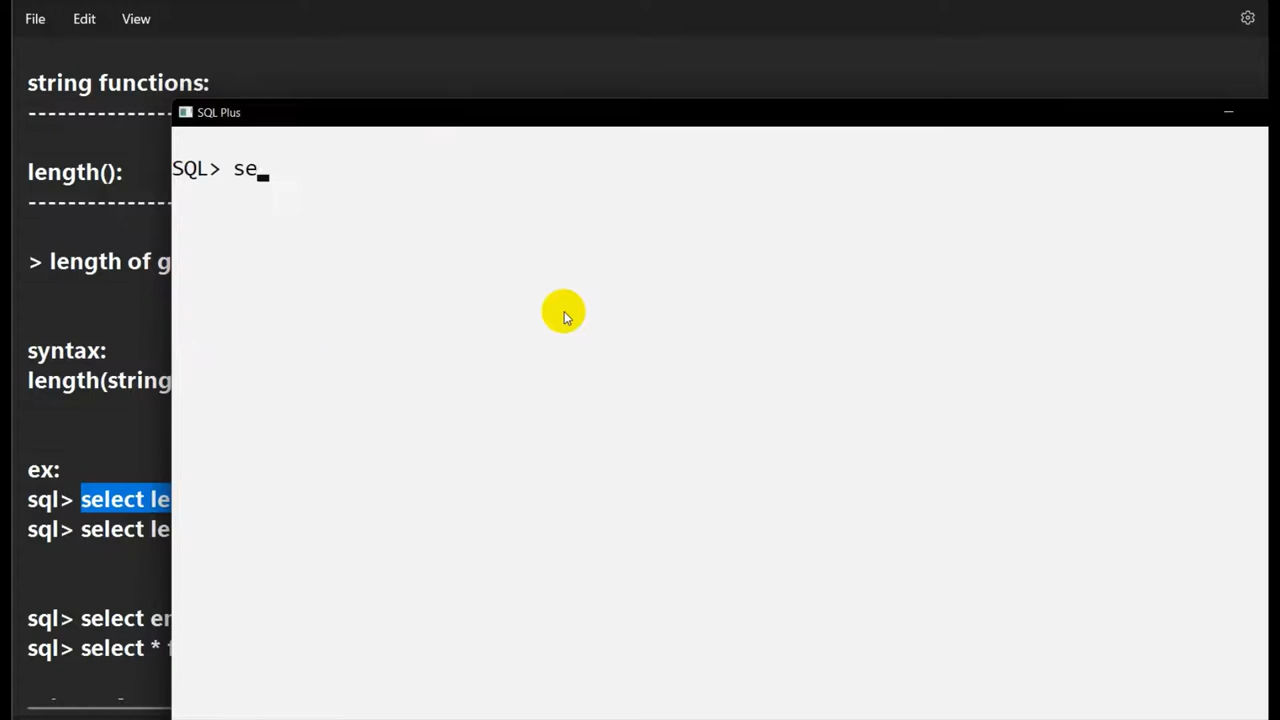 File Edit View
string functions:
SQL Plus
SQL> se
length():
> length of g
syntax:
length(string
ex:
sql> select le
sql> select le
sql> select en
sql> select *